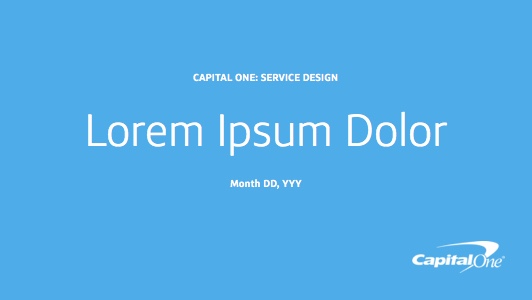 CAPITAL ONE: SERVICE DESIGN
Lorem Ipsum Dolor
Month DD, YYY
CapitalOne